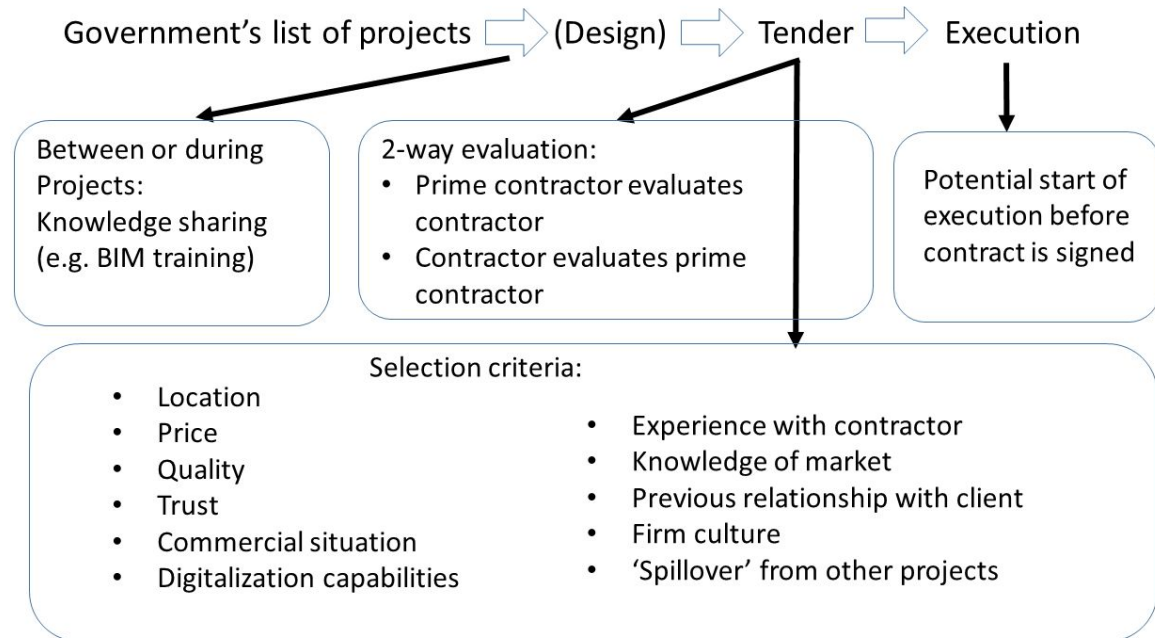 Government’s list of projects (Design) Tender Execution
Between or during
Projects:
Knowledge sharing
(e.g. BIM training)
2-way evaluation:
• Prime contractor evaluates
contractor
• Contractor evaluates prime
contractor
Potential start of
execution before
contract is signed
Selection criteria:
• Location
• Price
• Quality
• Trust
• Commercial situation
• Digitalization capabilities
• Experience with contractor
• Knowledge of market
• Previous relationship with client
• Firm culture
• ‘Spillover’ from other projects